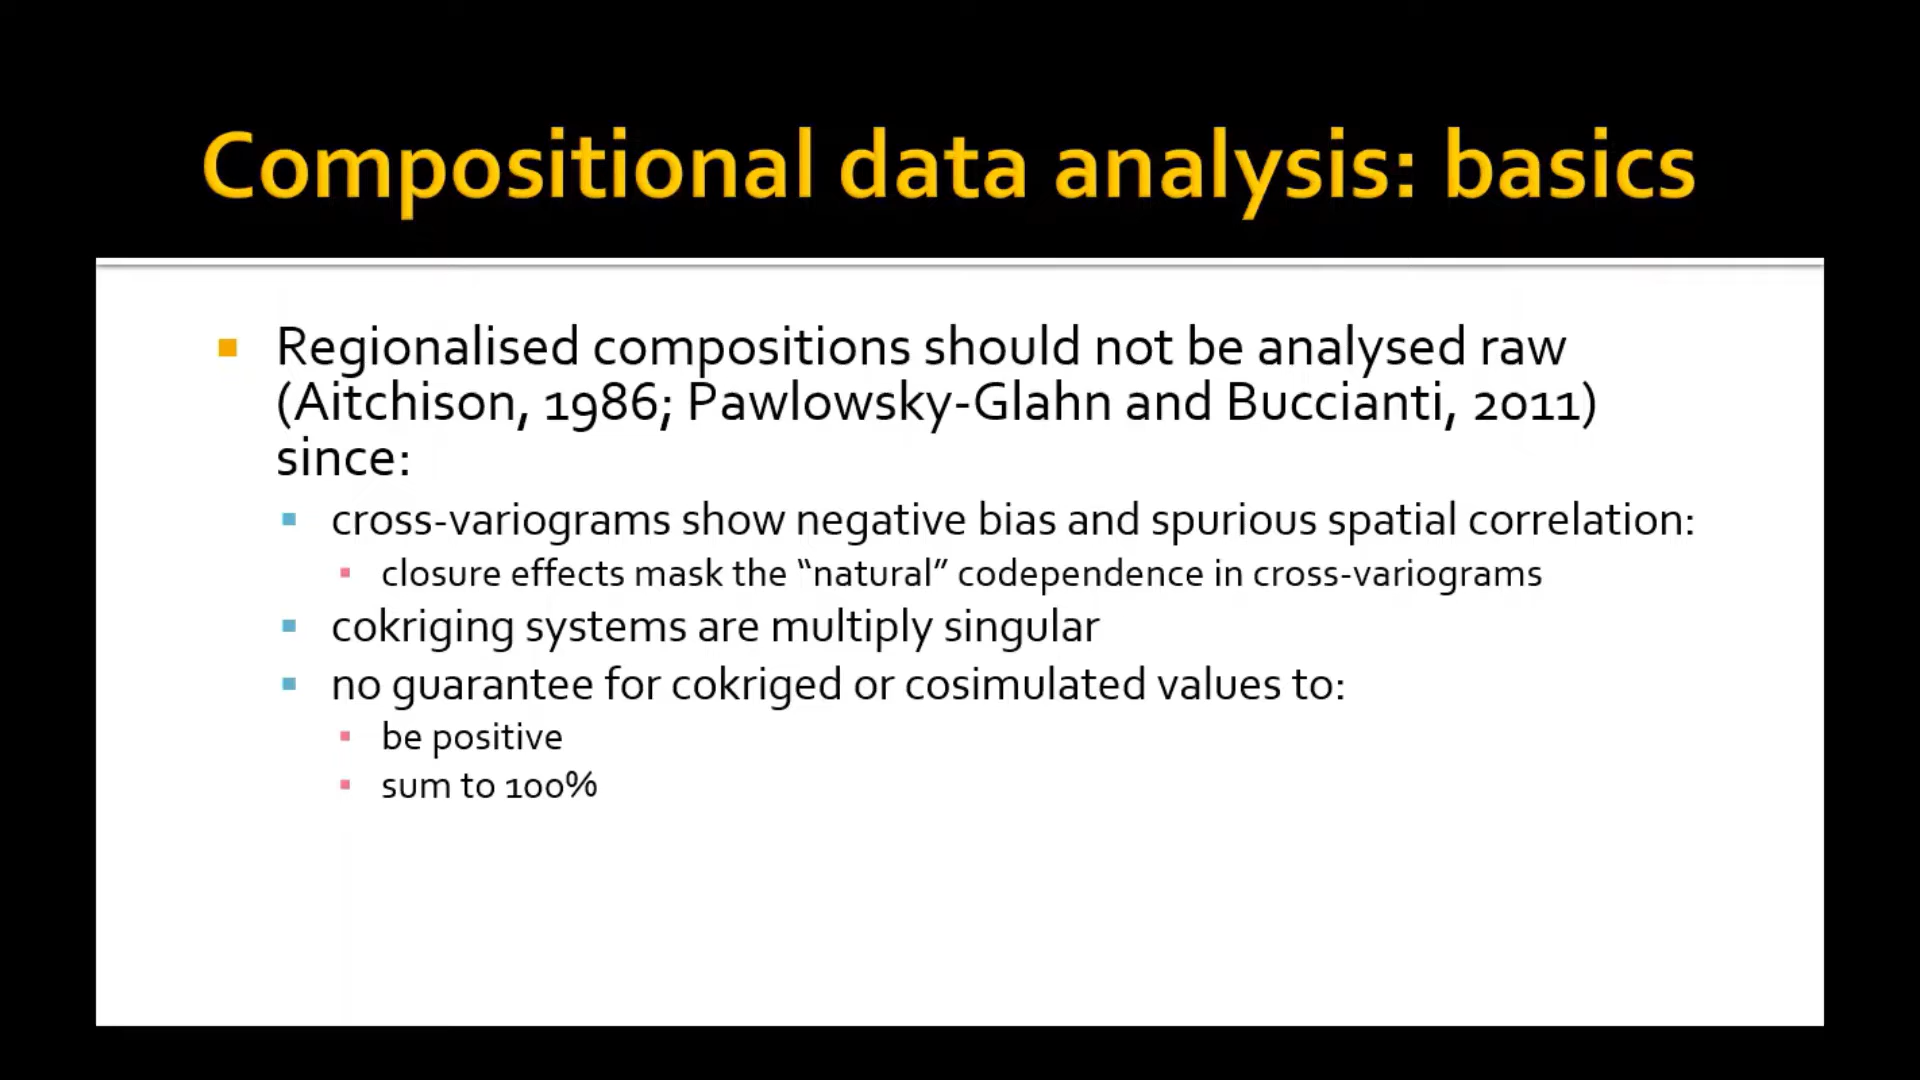 Compositional data analysis: basics
Regionalised compositions should not be analysed raw
(Aitchison, 1986; Pawlowsky-Glahn and Buccianti, 2011)
since:
cross-variograms show negative bias and spurious spatial correlation:
closure effects mask the “natural” codependence in cross-variograms
cokriging systems are multiply singular
no guarantee for cokriged or cosimulated values to:
be positive
sum to 100%